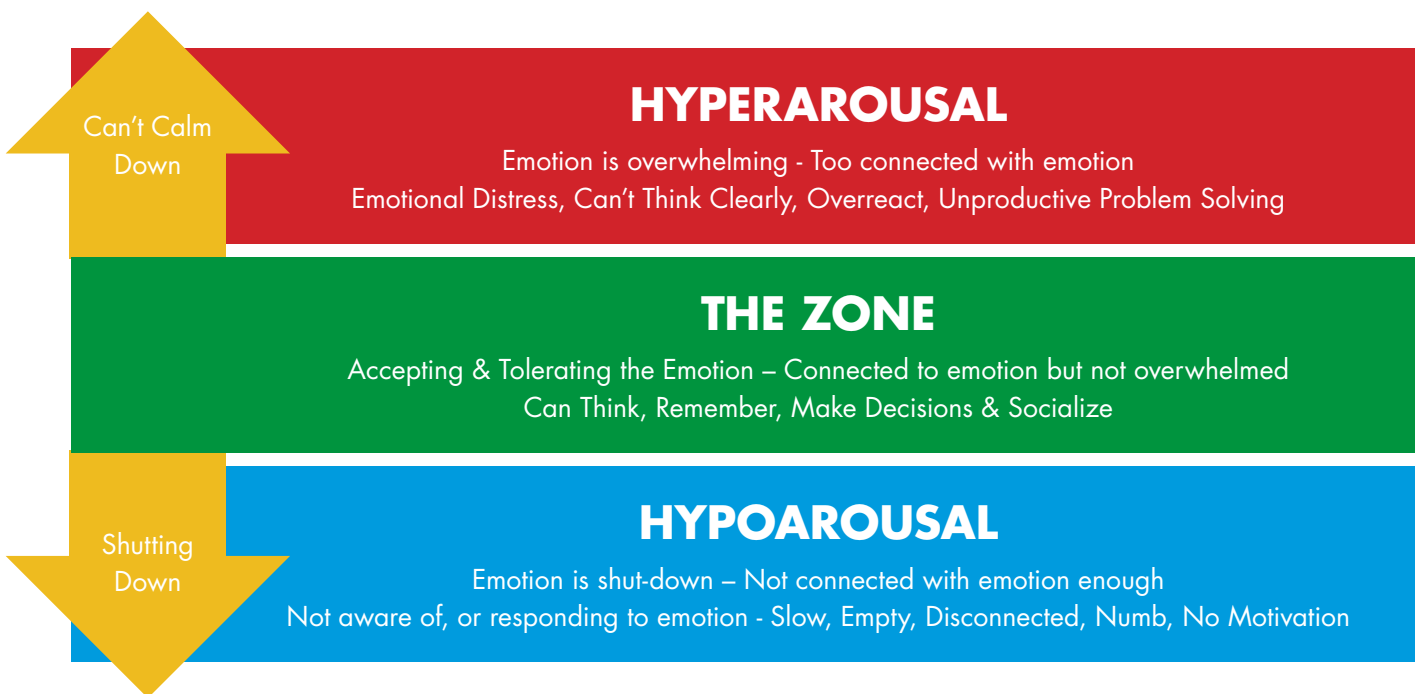 Can't Calm
Down
HYPERAROUSAL
Emotion is overwhelming - Too connected with emotion
Emotional Distress, Can't Think Clearly, Overreact, Unproductive Problem Solving
THE ZONE
Accepting & Tolerating the Emotion – Connected to emotion but not overwhelmed
Can Think, Remember, Make Decisions & Socialize
Shutting
Down
HYPOAROUSAL
Emotion is shut-down – Not connected with emotion enough
Not aware of, or responding to emotion - Slow, Empty, Disconnected, Numb, No Motivation